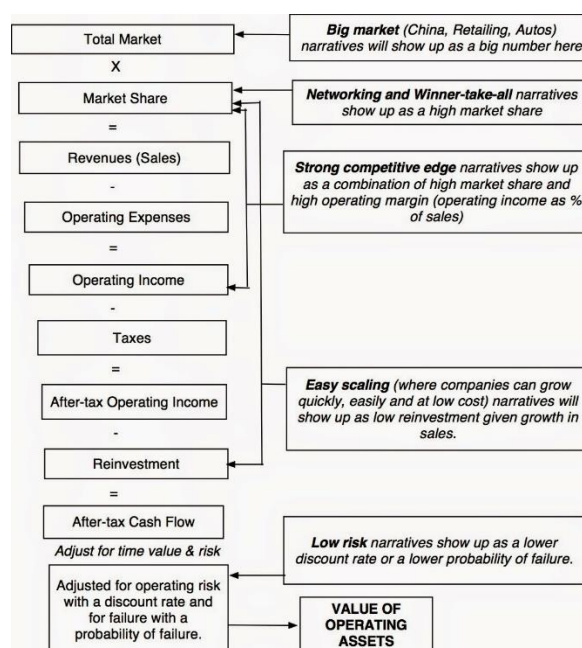 Total Market
Big market (China, Retailing, Autos)
narratives will show up as a big number here
X
Market Share
Networking and Winner-take-all narratives
show up as a high market share
=
Revenues (Sales)
-
Operating Expenses
=
Operating Income
Strong competitive edge narratives show up
as a combination of high market share and
high operating margin (operating income as %
of sales)
-
Taxes
=
After-tax Operating Income
-
Reinvestment
Easy scaling (where companies can grow
quickly, easily and at low cost) narratives will
show up as low reinvestment given growth in
sales.
=
After-tax Cash Flow
Adjust for time value & risk
Low risk narratives show up as a lower
discount rate or a lower probability of failure.
Adjusted for operating risk
with a discount rate and
for failure with a
probability of failure.
VALUE OF
OPERATING
ASSETS